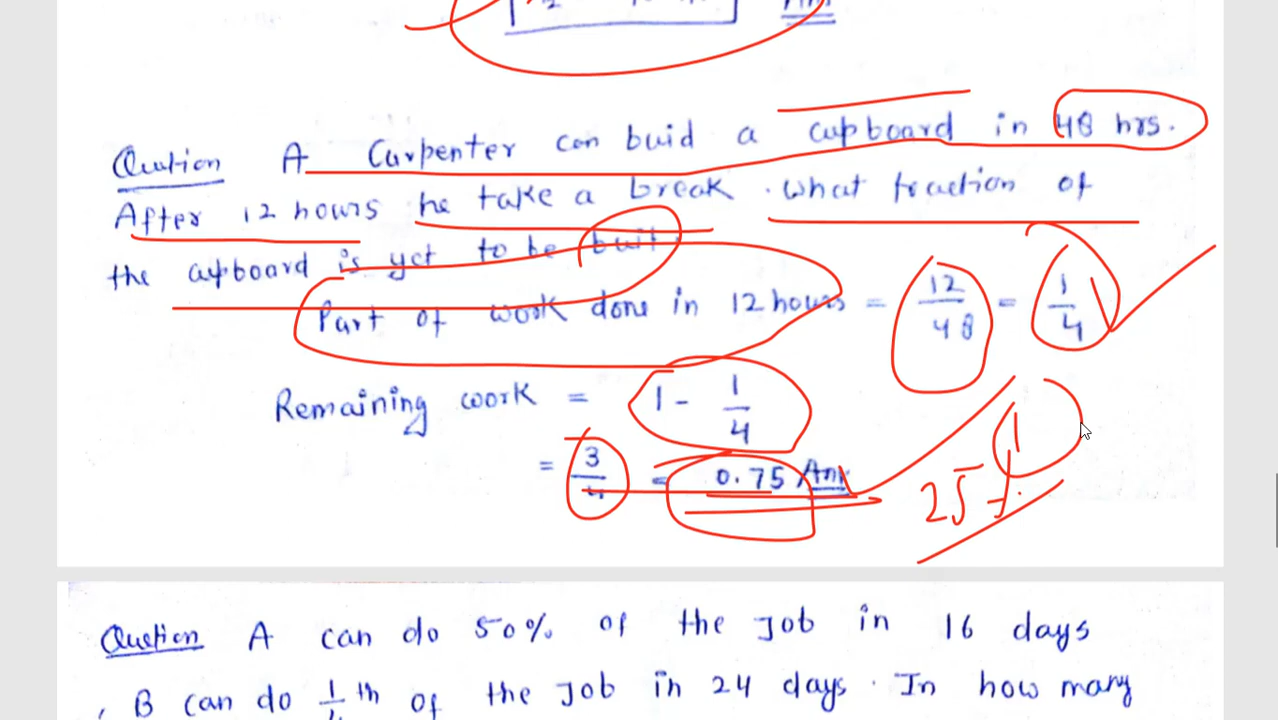 Qution A Carpenter can buid a cupboard in 48 hrs.
After 12 hours he take a break. what fraction of
the cupboard is yet to be buit.
Part of work done in 12 hours = 12/48 = 1/4
Remaining work = 1 - 1/4
= 3/4 = 0.75 Ans
25%
Qustion A can do 50% of the Job in 16 days
, B can do of the Job in 24 days. In how many